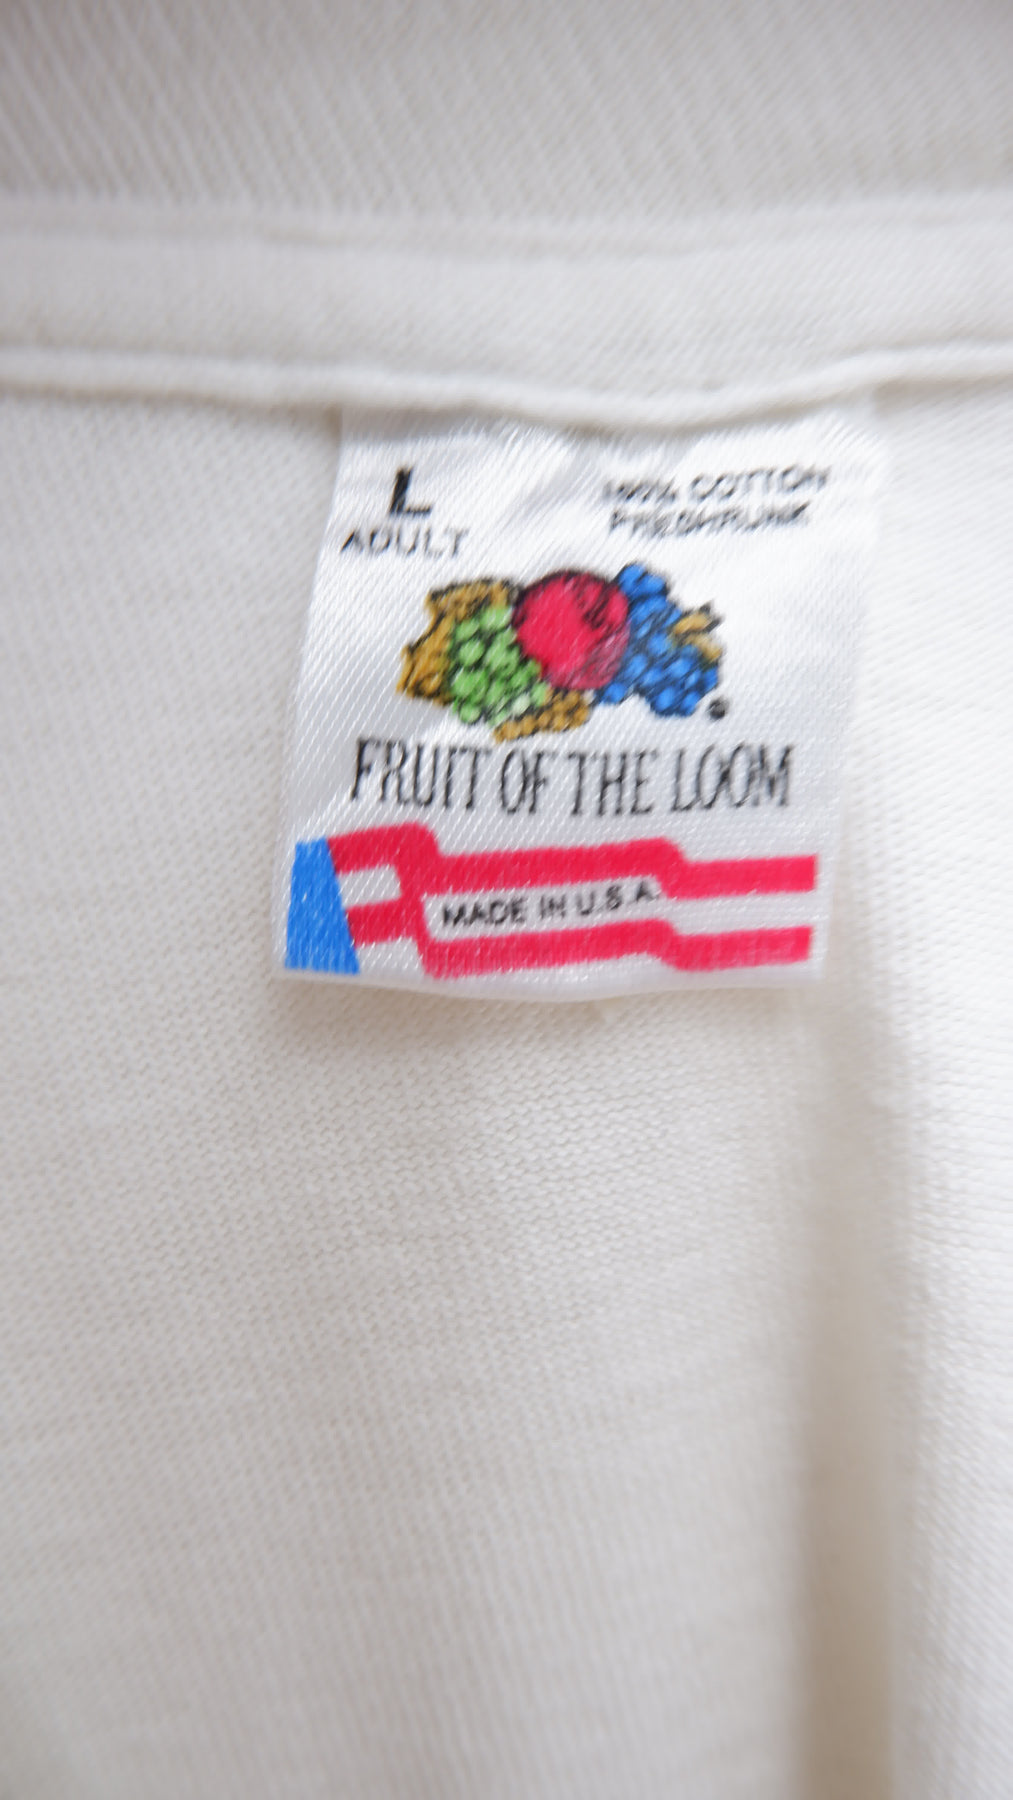 L
ADULT
100% COTTON
PRESHRUNK
FRUIT OF THE LOOM
MADE IN U.S.A.